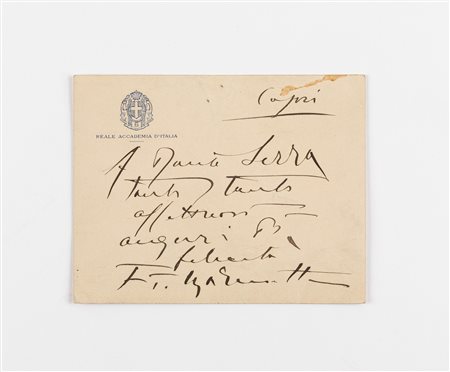 REALE ACCADEMIA D'ITALIA
Capri
A Dante Serra
tanti tanti
affettuosi
auguri di
felicità
F. T. Marinetti